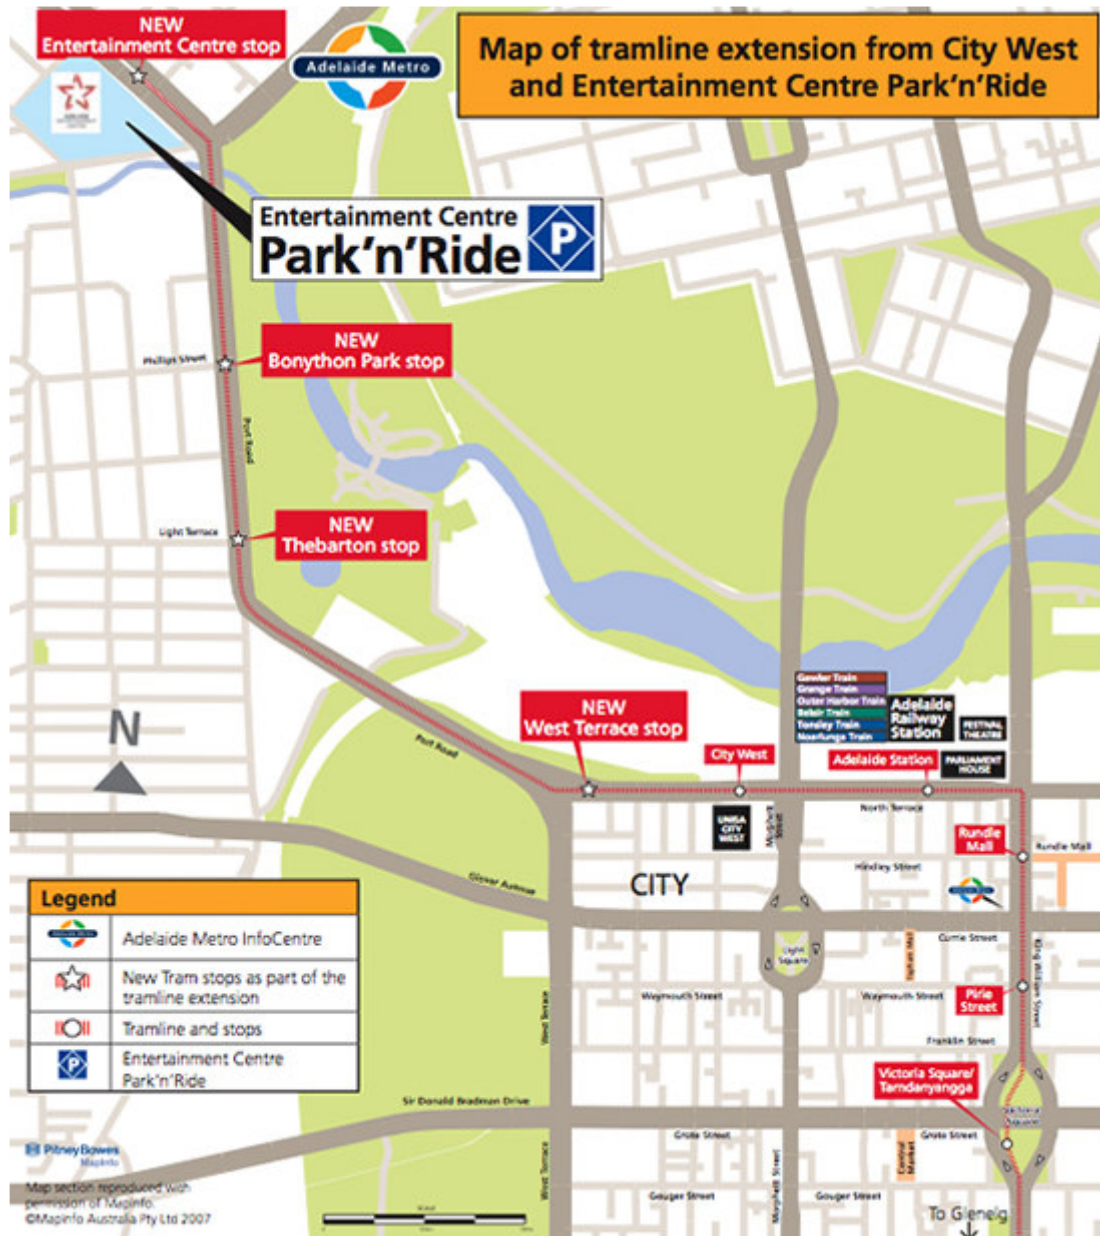 NEW
Entertainment Centre stop
Adelaide Metro
Map of tramline extension from City West
and Entertainment Centre Park'n'Ride
Entertainment Centre
Park'n'Ride
P
NEW
Bonython Park stop
Phillips Street
Port Road
NEW
Thebarton stop
Light Terrace
NEW
West Terrace stop
Port Road
N
City West
Gawler Train
Grange Train
Outer Harbor Train
Belair Train
Tonsley Train
Noarlunga Train
Adelaide
Railway
Station
FESTIVAL
THEATRE
Adelaide Station
PARLIAMENT
HOUSE
North Terrace
UNISA
CITY
WEST
Morphett
Street
Rundle
Mall
Rundle Mall
Hindley Street
CITY
Glover Avenue
Light
Square
Currie Street
King William Street
Waymouth Street
Waymouth Street
Pirie
Street
Franklin Street
West Terrace
Victoria Square/
Tarndanyangga
Victoria
Square
Sir Donald Bradman Drive
Grote Street
Grote Street
Central
Market
West Terrace
Morphett Street
Gouger Street
Gouger Street
To Glenelg
Legend
Adelaide Metro InfoCentre
New Tram stops as part of the
tramline extension
Tramline and stops
P
Entertainment Centre
Park'n'Ride
PitneyBowes
MapInfo
Map section reproduced with
permission of Mapinfo.
©Mapinfo Australia Pty Ltd 2007